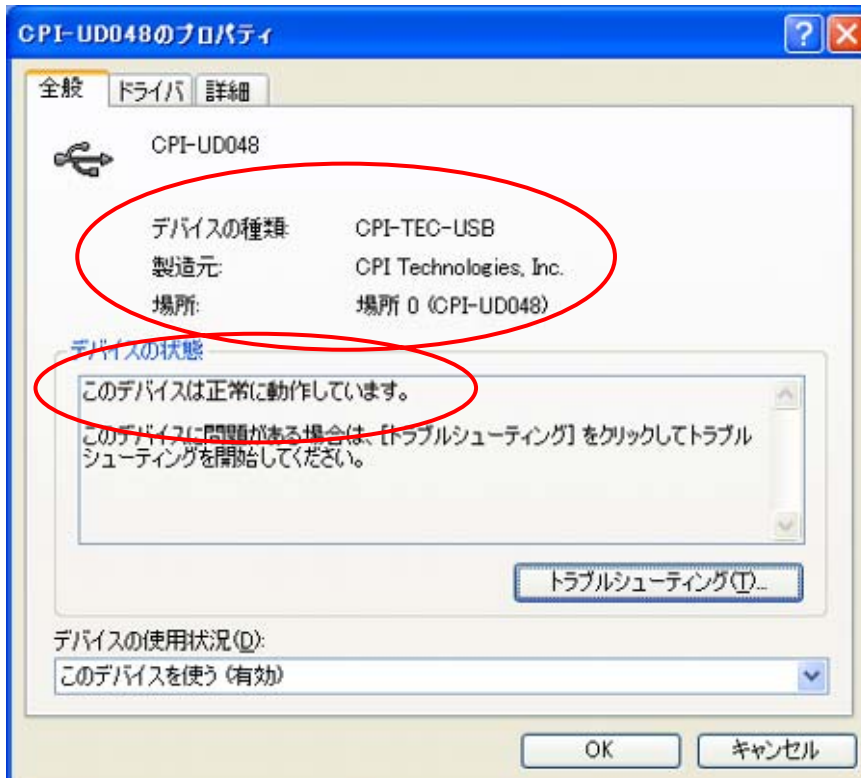 CPI-UD048のプロパティ
全般
ドライバ
詳細
CPI-UD048
デバイスの種類: CPI-TEC-USB
製造元: CPI Technologies, Inc.
場所: 場所 0 (CPI-UD048)
デバイスの状態
このデバイスは正常に動作しています。
このデバイスに問題がある場合は、[トラブルシューティング] をクリックしてトラブル
シューティングを開始してください。
トラブルシューティング(T)...
デバイスの使用状況(D):
このデバイスを使う (有効)
OK
キャンセル